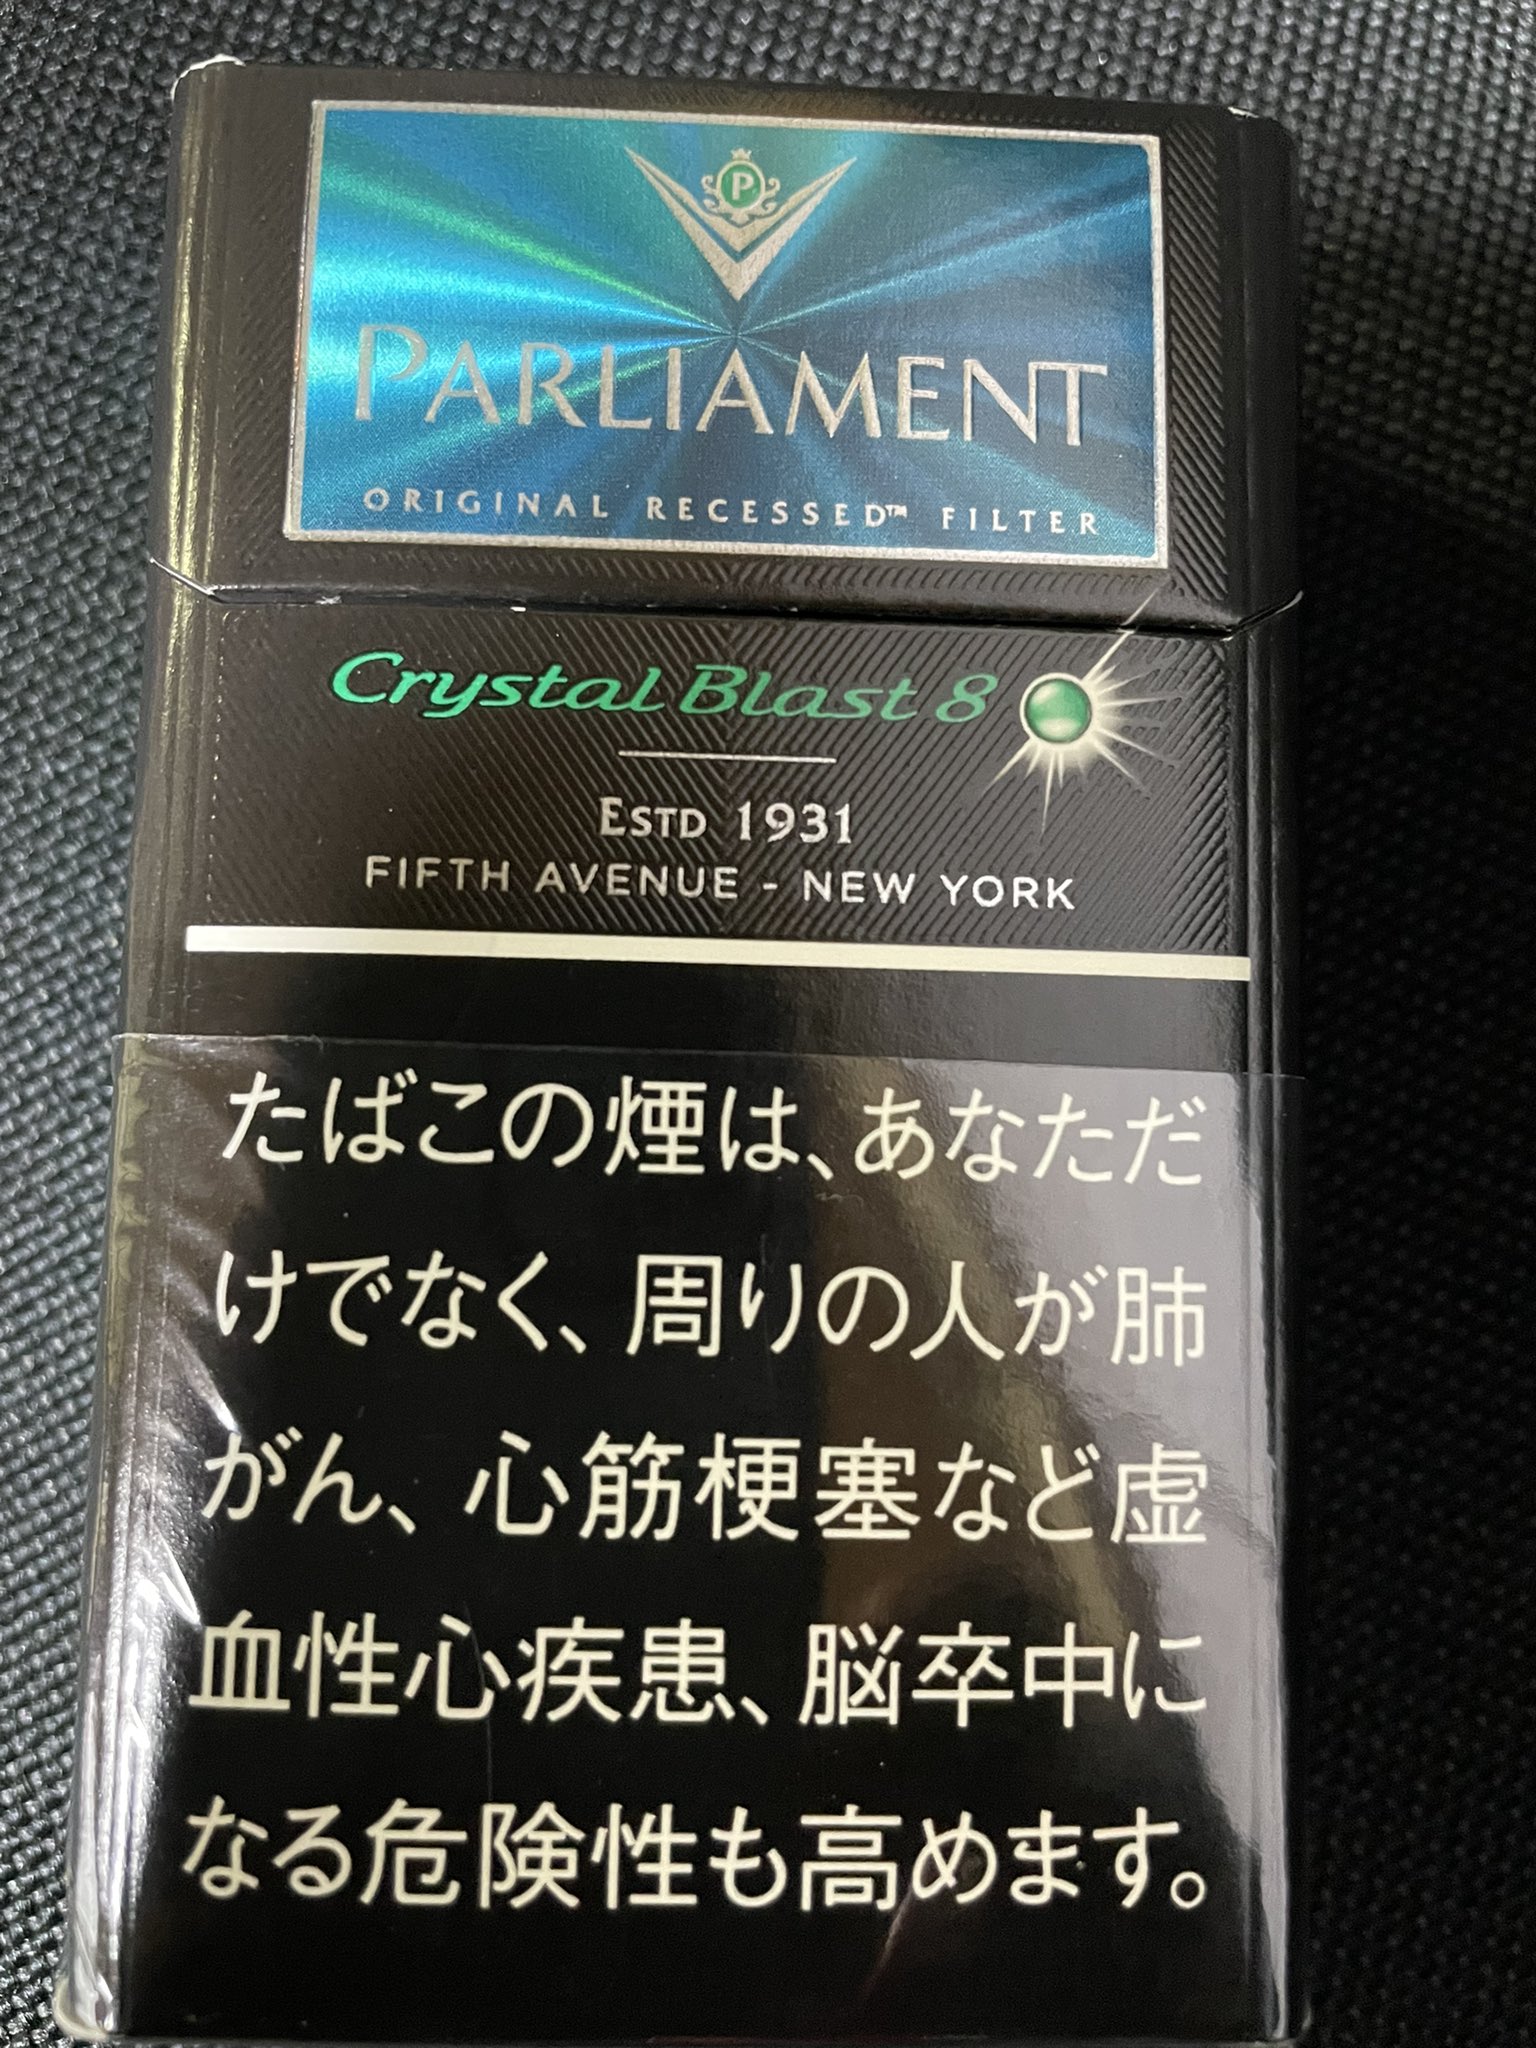 P
PARLIAMENT
ORIGINAL RECESSED™ FILTER
Crystal Blast 8
ESTD 1931
FIFTH AVENUE - NEW YORK
たばこの煙は、あなただ
けでなく、周りの人が肺
がん、心筋梗塞など虚
血性心疾患、脳卒中に
なる危険性も高めます。